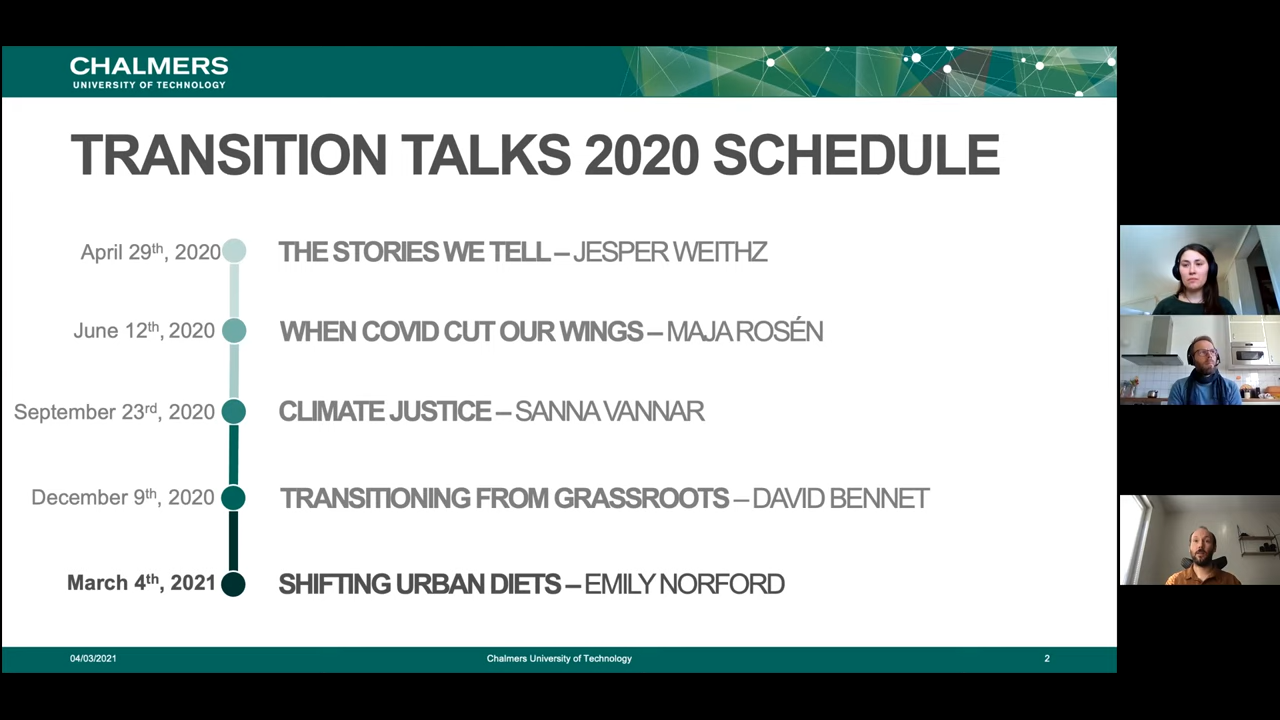 CHALMERS
UNIVERSITY OF TECHNOLOGY
TRANSITION TALKS 2020 SCHEDULE
April 29th, 2020 THE STORIES WE TELL – JESPER WEITHZ
June 12th, 2020 WHEN COVID CUT OUR WINGS – MAJA ROSÉN
September 23rd, 2020 CLIMATE JUSTICE – SANNA VANNAR
December 9th, 2020 TRANSITIONING FROM GRASSROOTS – DAVID BENNET
March 4th, 2021 SHIFTING URBAN DIETS – EMILY NORFORD
04/03/2021 Chalmers University of Technology 2